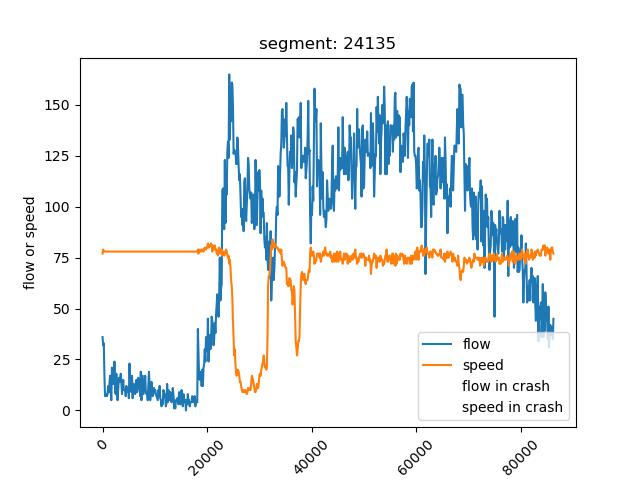 segment: 24135
150
125
100
75
50
25
0
flow or speed
0
20000
40000
60000
80000
flow
speed
flow in crash
speed in crash